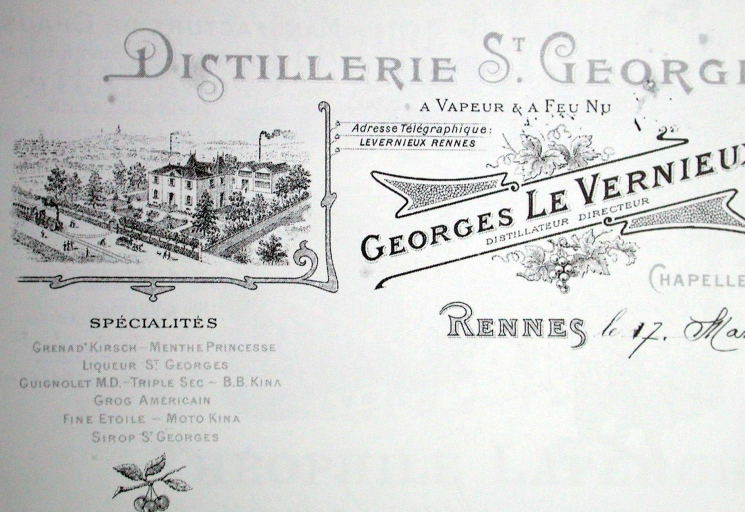 DISTILLERIE ST. GEORGE
A VAPEUR & A FEU NU
Adresse Télégraphique:
LEVERNIEUX RENNES
GEORGES LE VERNIEUX
DISTILLATEUR DIRECTEUR
CHAPELLE
RENNES le 17. Ma
SPÉCIALITÉS
GRENAD' KIRSCH - MENTHE PRINCESSE
LIQUEUR ST GEORGES
GUIGNOLET M.D. - TRIPLE SEC - B.B. KINA
GROG AMÉRICAIN
FINE ETOILE - MOTO KINA
SIROP ST GEORGES